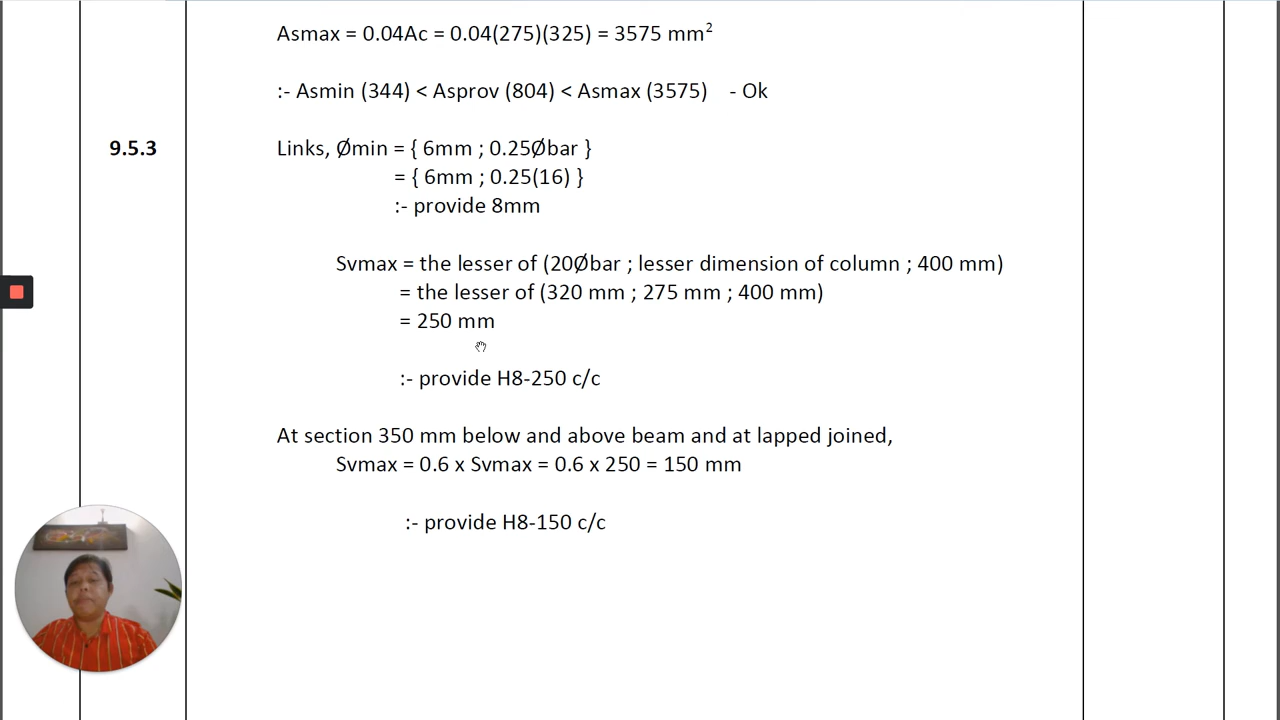 Asmax = 0.04Ac = 0.04(275)(325) = 3575 mm²
:- Asmin (344) < Asprov (804) < Asmax (3575) - Ok
9.5.3 Links, Ømin = { 6mm ; 0.25Øbar }
= { 6mm ; 0.25(16) }
:- provide 8mm
Svmax = the lesser of (20Øbar ; lesser dimension of column ; 400 mm)
= the lesser of (320 mm ; 275 mm ; 400 mm)
= 250 mm
:- provide H8-250 c/c
At section 350 mm below and above beam and at lapped joined,
Svmax = 0.6 x Svmax = 0.6 x 250 = 150 mm
:- provide H8-150 c/c